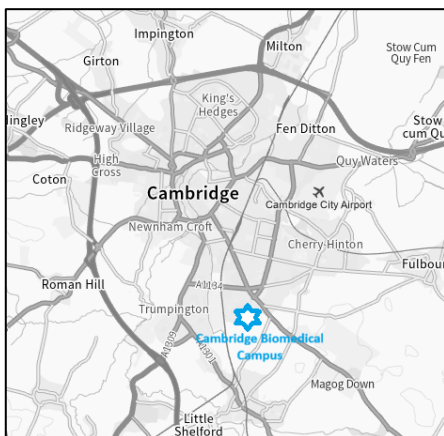 Impington
Milton
Stow Cum
Quy Fen
Girton
King's
Hedges
Ridgeway Village
Fen Ditton
Stow
cum Qu
High
Cross
Quy Waters
Coton
Cambridge
Cambridge City Airport
Newnham Croft
Cherry Hinton
Fulbour
Roman Hill
A1134
Trumpington
Cambridge Biomedical
Campus
A1309
A1301
Magog Down
Little
Shelford